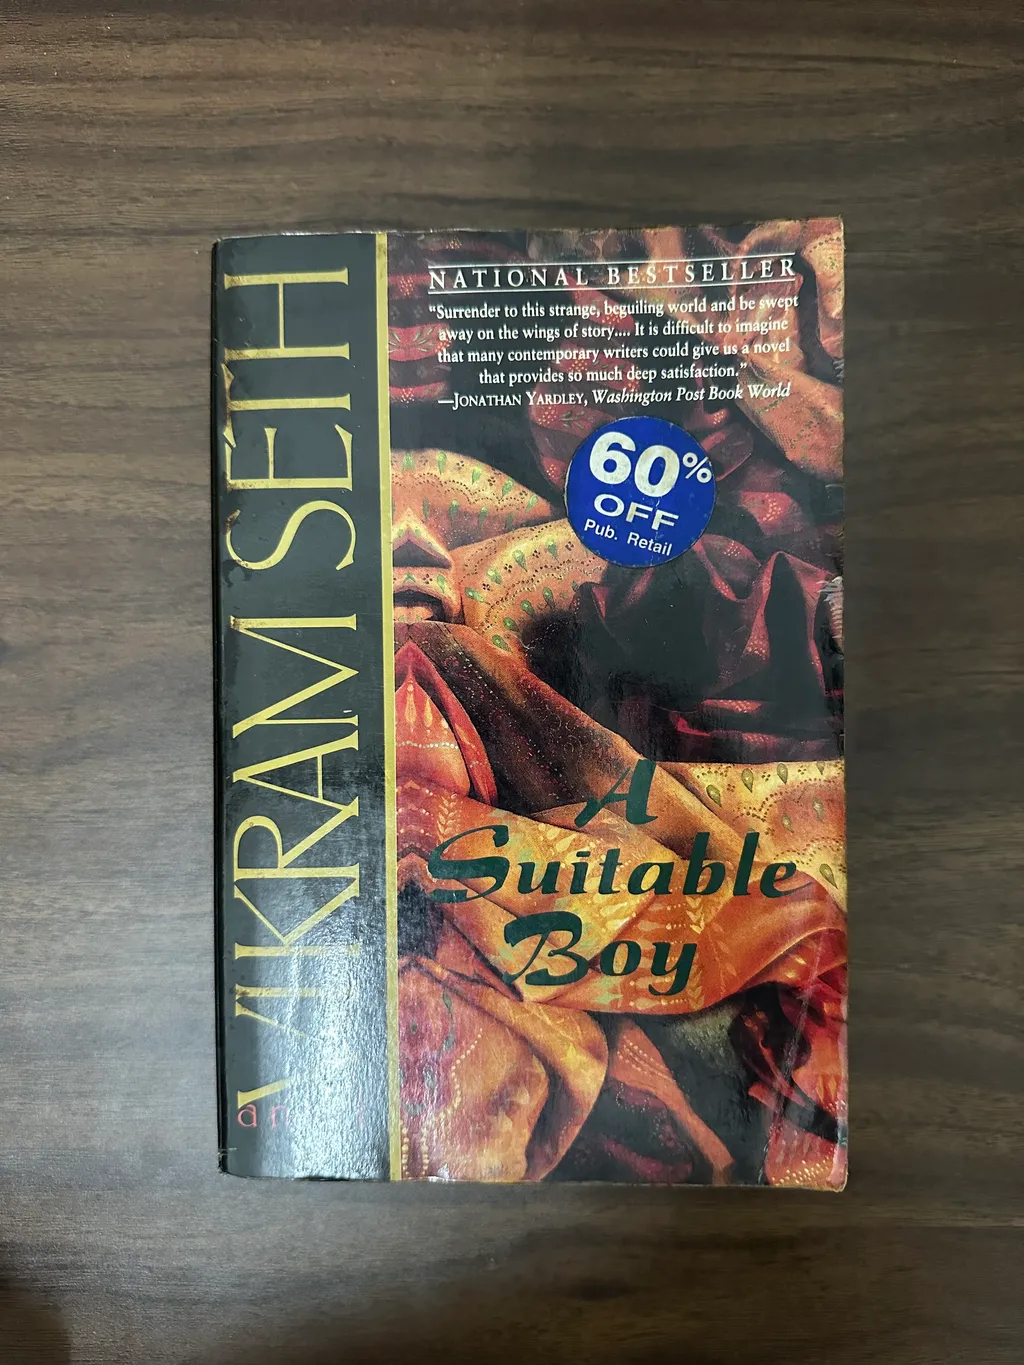 VIKRAM SETH
NATIONAL BESTSELLER
"Surrender to this strange, beguiling world and be swept
away on the wings of story.... It is difficult to imagine
that many contemporary writers could give us a novel
that provides so much deep satisfaction."
—JONATHAN YARDLEY, Washington Post Book World
60%
OFF
Pub. Retail
A
Suitable
Boy